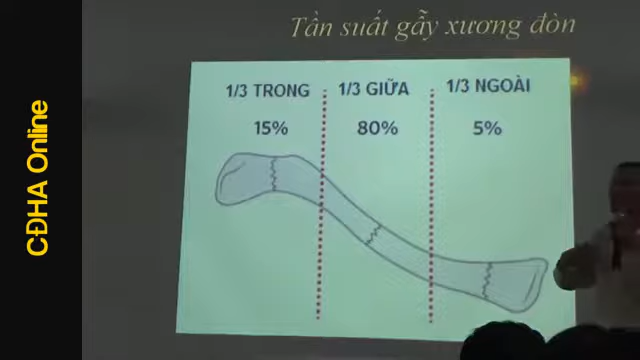 Tần suất gẫy xương đòn
1/3 TRONG
1/3 GIỮA
1/3 NGOÀI
15%
80%
5%
CĐHA Online